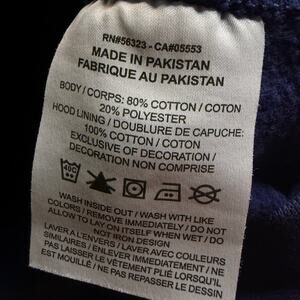 RN#56323 - CA#05553
MADE IN PAKISTAN
FABRIQUE AU PAKISTAN
BODY / CORPS: 80% COTTON / COTON
20% POLYESTER
HOOD LINING / DOUBLURE DE CAPUCHE:
100% COTTON / COTON
EXCLUSIVE OF DECORATION /
DECORATION NON COMPRISE
WASH INSIDE OUT / WASH WITH LIKE
COLORS / REMOVE IMMEDIATELY / DO NOT
ALLOW TO LAY ON ITSELF WHEN WET / DO
NOT IRON DESIGN
LAVER A L'ENVERS / LAVER AVEC COULEURS
SIMILAIRES / ENLEVER IMMEDIATEMENT / NE
PAS LAISSER LE VÊTEMENT PLIÉ LORSQU'IL
EST MOUILLÉ / NE PAS REPASSER LE DESSIN